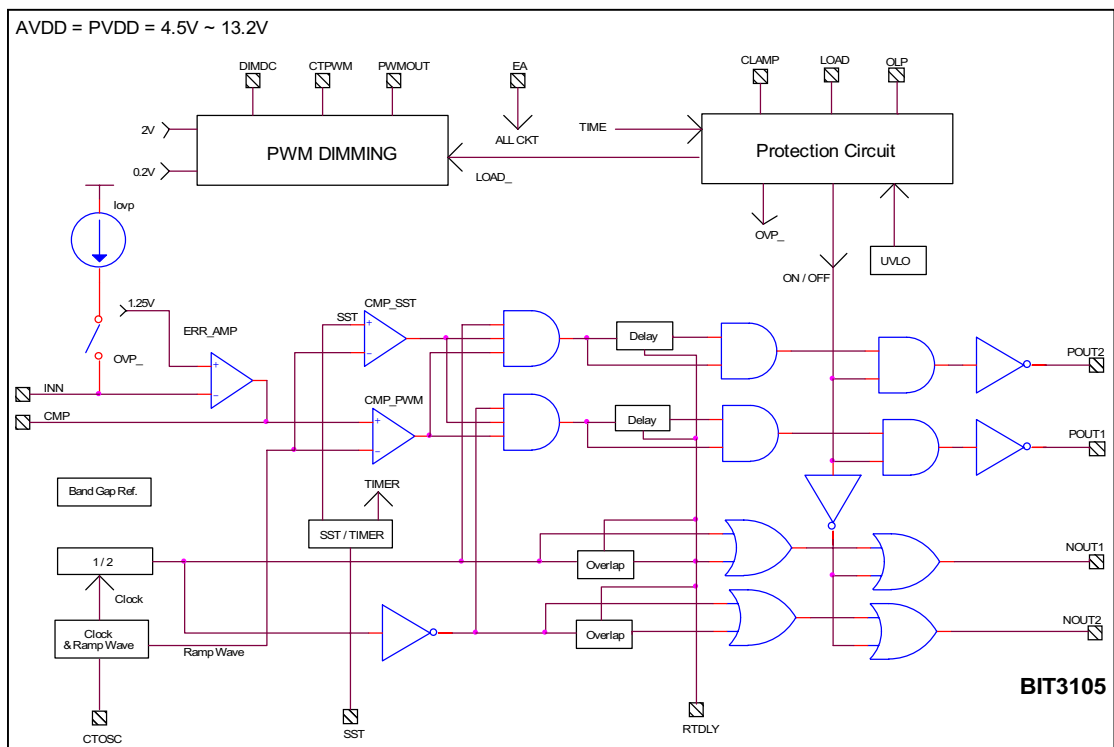 AVDD = PVDD = 4.5V ~ 13.2V
DIMDC
CTPWM
PWMOUT
EA
CLAMP
LOAD
OLP
2V
0.2V
PWM DIMMING
ALL CKT
TIME
LOAD_
Protection Circuit
Iovp
OVP_
UVLO
ON / OFF
1.25V
ERR_AMP
SST
CMP_SST
+
−
Delay
POUT2
OVP_
+
−
INN
CMP
CMP_PWM
+
−
Delay
POUT1
Band Gap Ref.
TIMER
SST / TIMER
1 / 2
Overlap
NOUT1
Clock
Clock
& Ramp Wave
Ramp Wave
Overlap
NOUT2
BIT3105
CTOSC
SST
RTDLY